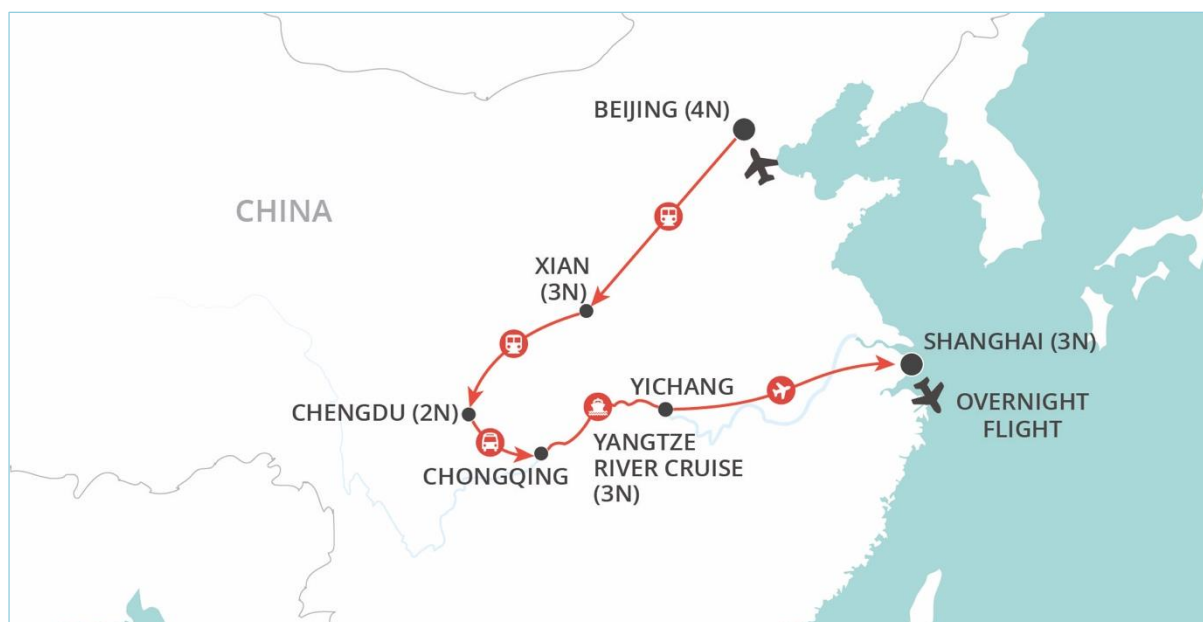 BEIJING (4N)
CHINA
XIAN
(3N)
SHANGHAI (3N)
OVERNIGHT
FLIGHT
YICHANG
CHENGDU (2N)
CHONGQING
YANGTZE
RIVER CRUISE
(3N)